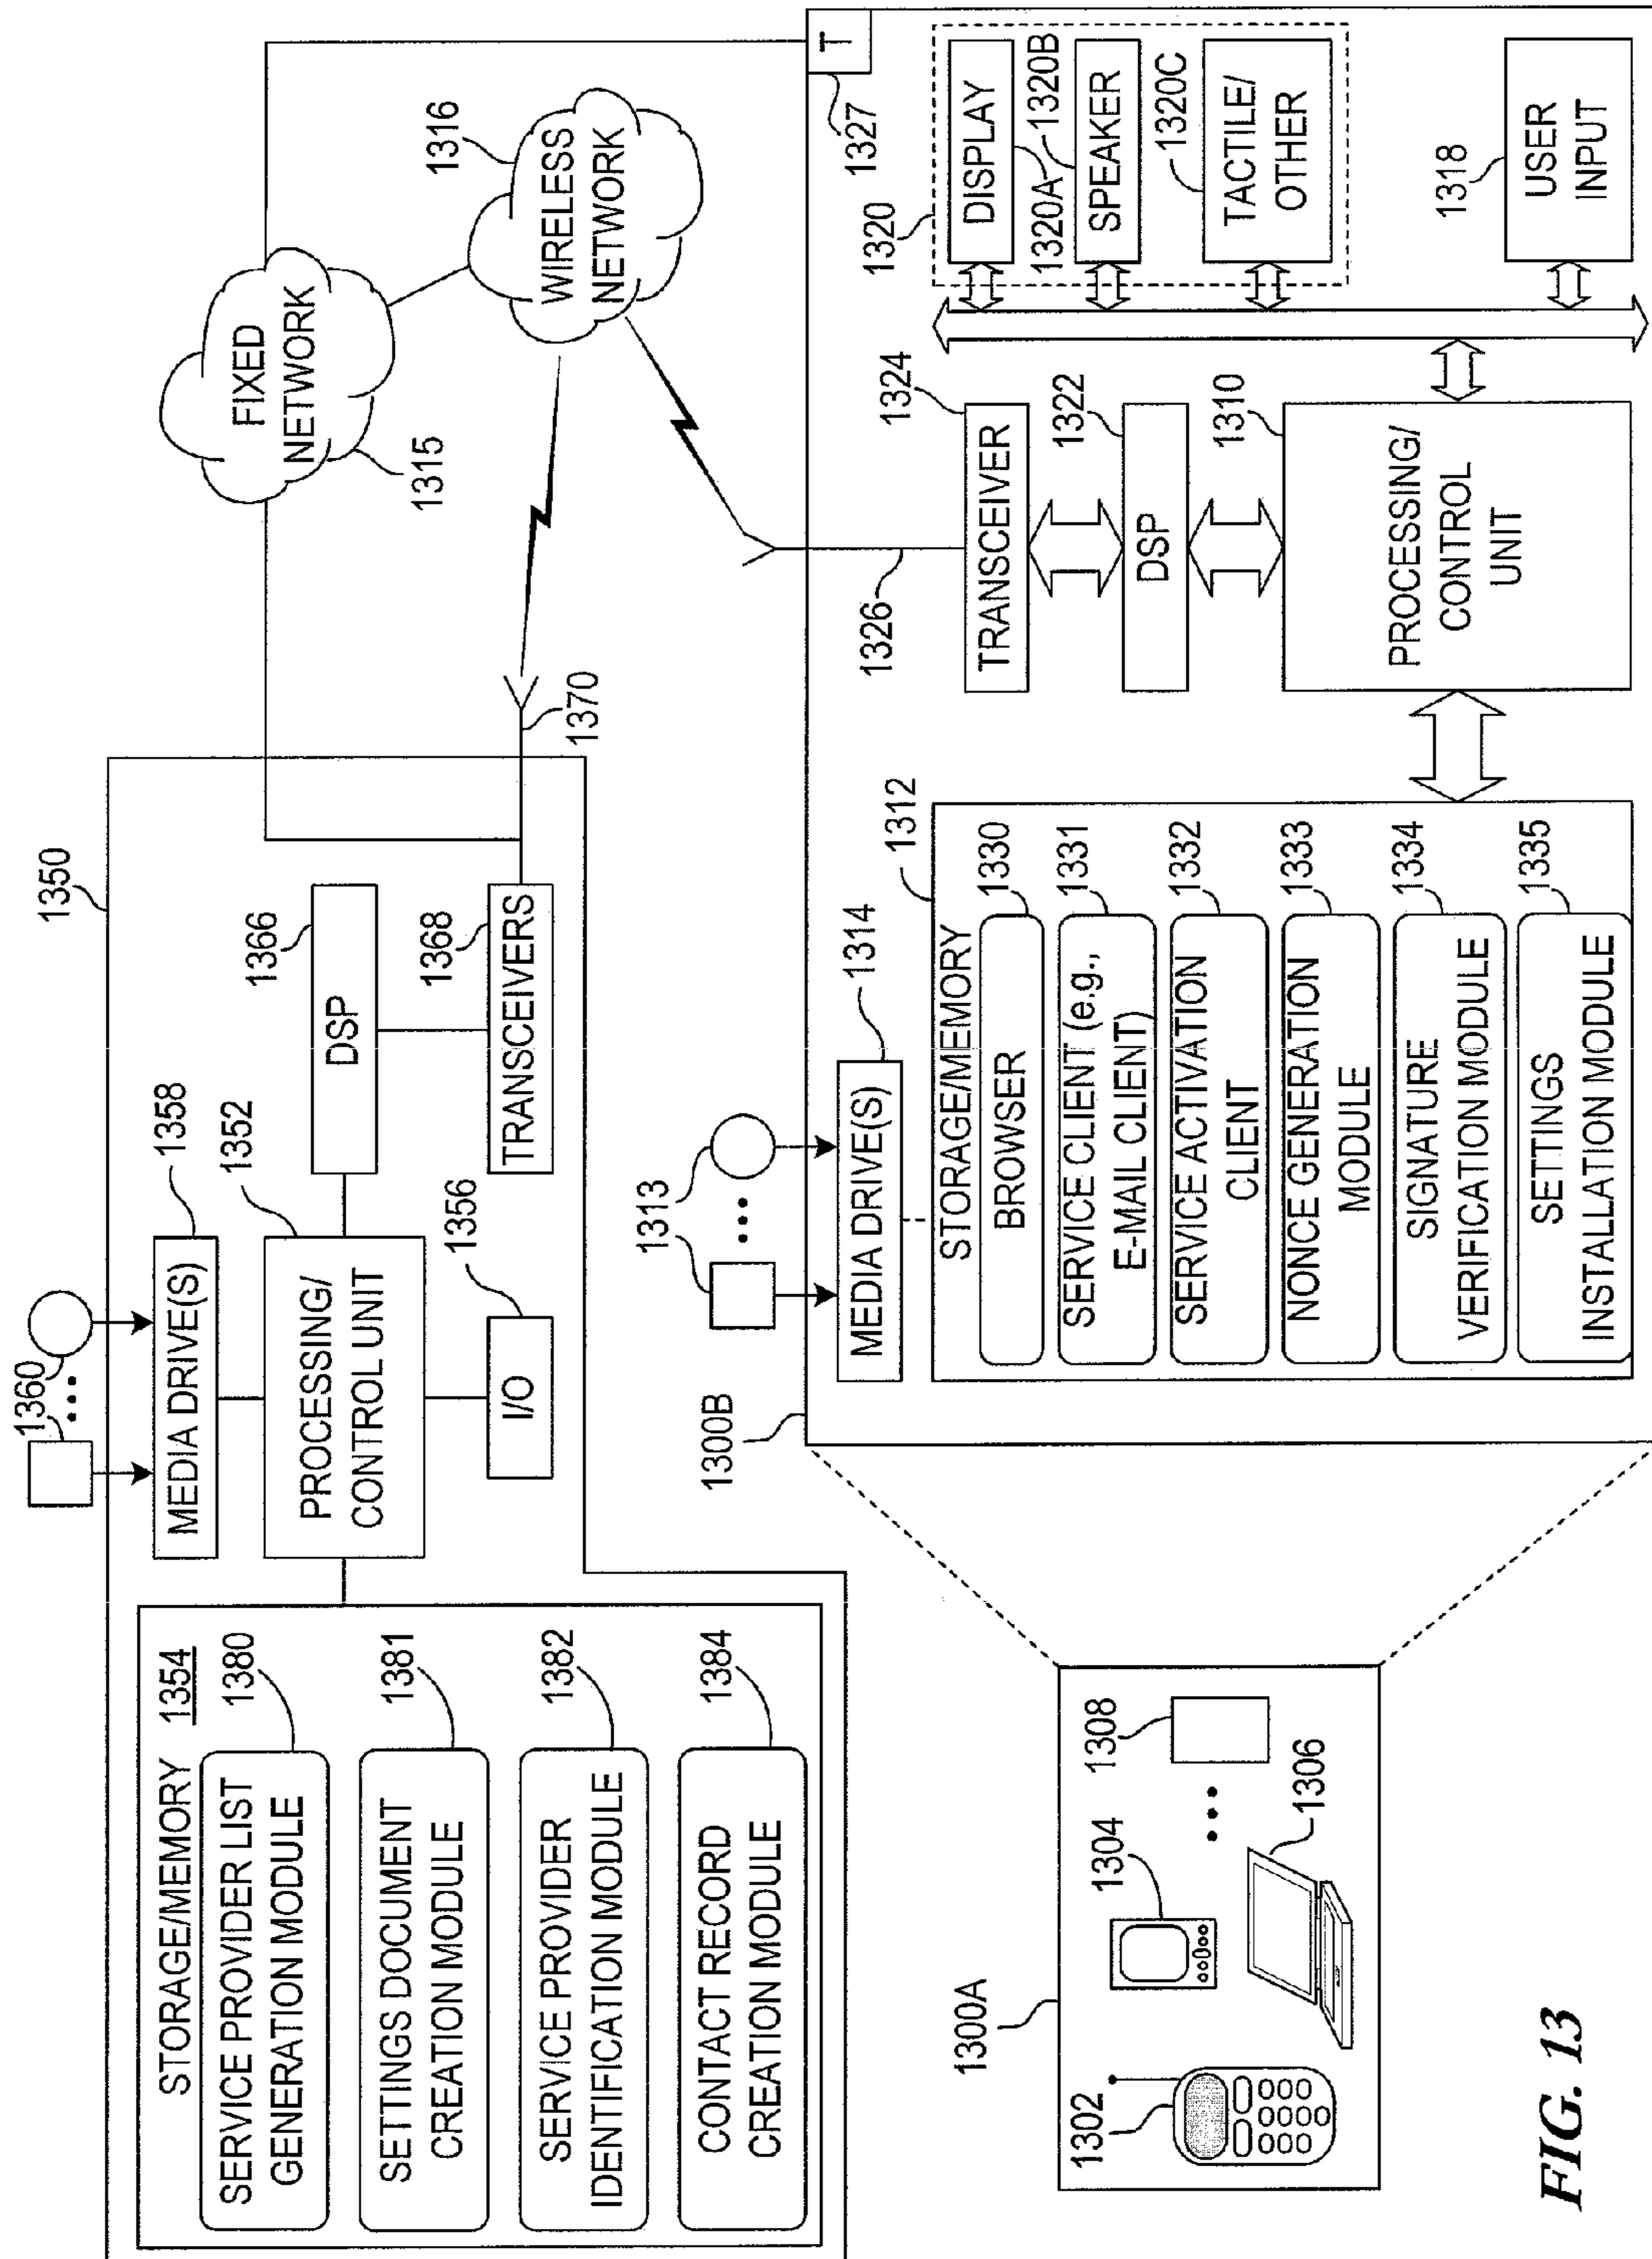 1350
1360
MEDIA DRIVE(S)
1358
STORAGE/MEMORY 1354
SERVICE PROVIDER LIST
GENERATION MODULE
1380
SETTINGS DOCUMENT
CREATION MODULE
1381
SERVICE PROVIDER
IDENTIFICATION MODULE
1382
CONTACT RECORD
CREATION MODULE
1384
PROCESSING/
CONTROL UNIT
1352
I/O
1356
DSP
1366
TRANSCEIVERS
1368
1370
FIXED
NETWORK
1315
WIRELESS
NETWORK
1316
1300A
1302
1304
1306
1308
1300B
1313
MEDIA DRIVE(S)
1314
1312
STORAGE/MEMORY
BROWSER
1330
SERVICE CLIENT (e.g.,
E-MAIL CLIENT)
1331
SERVICE ACTIVATION
CLIENT
1332
NONCE GENERATION
MODULE
1333
SIGNATURE
VERIFICATION MODULE
1334
SETTINGS
INSTALLATION MODULE
1335
1326
TRANSCEIVER
1324
DSP
1322
PROCESSING/
CONTROL
UNIT
1310
T
1327
1320
DISPLAY
1320A
SPEAKER
1320B
TACTILE/
OTHER
1320C
USER
INPUT
1318
FIG. 13